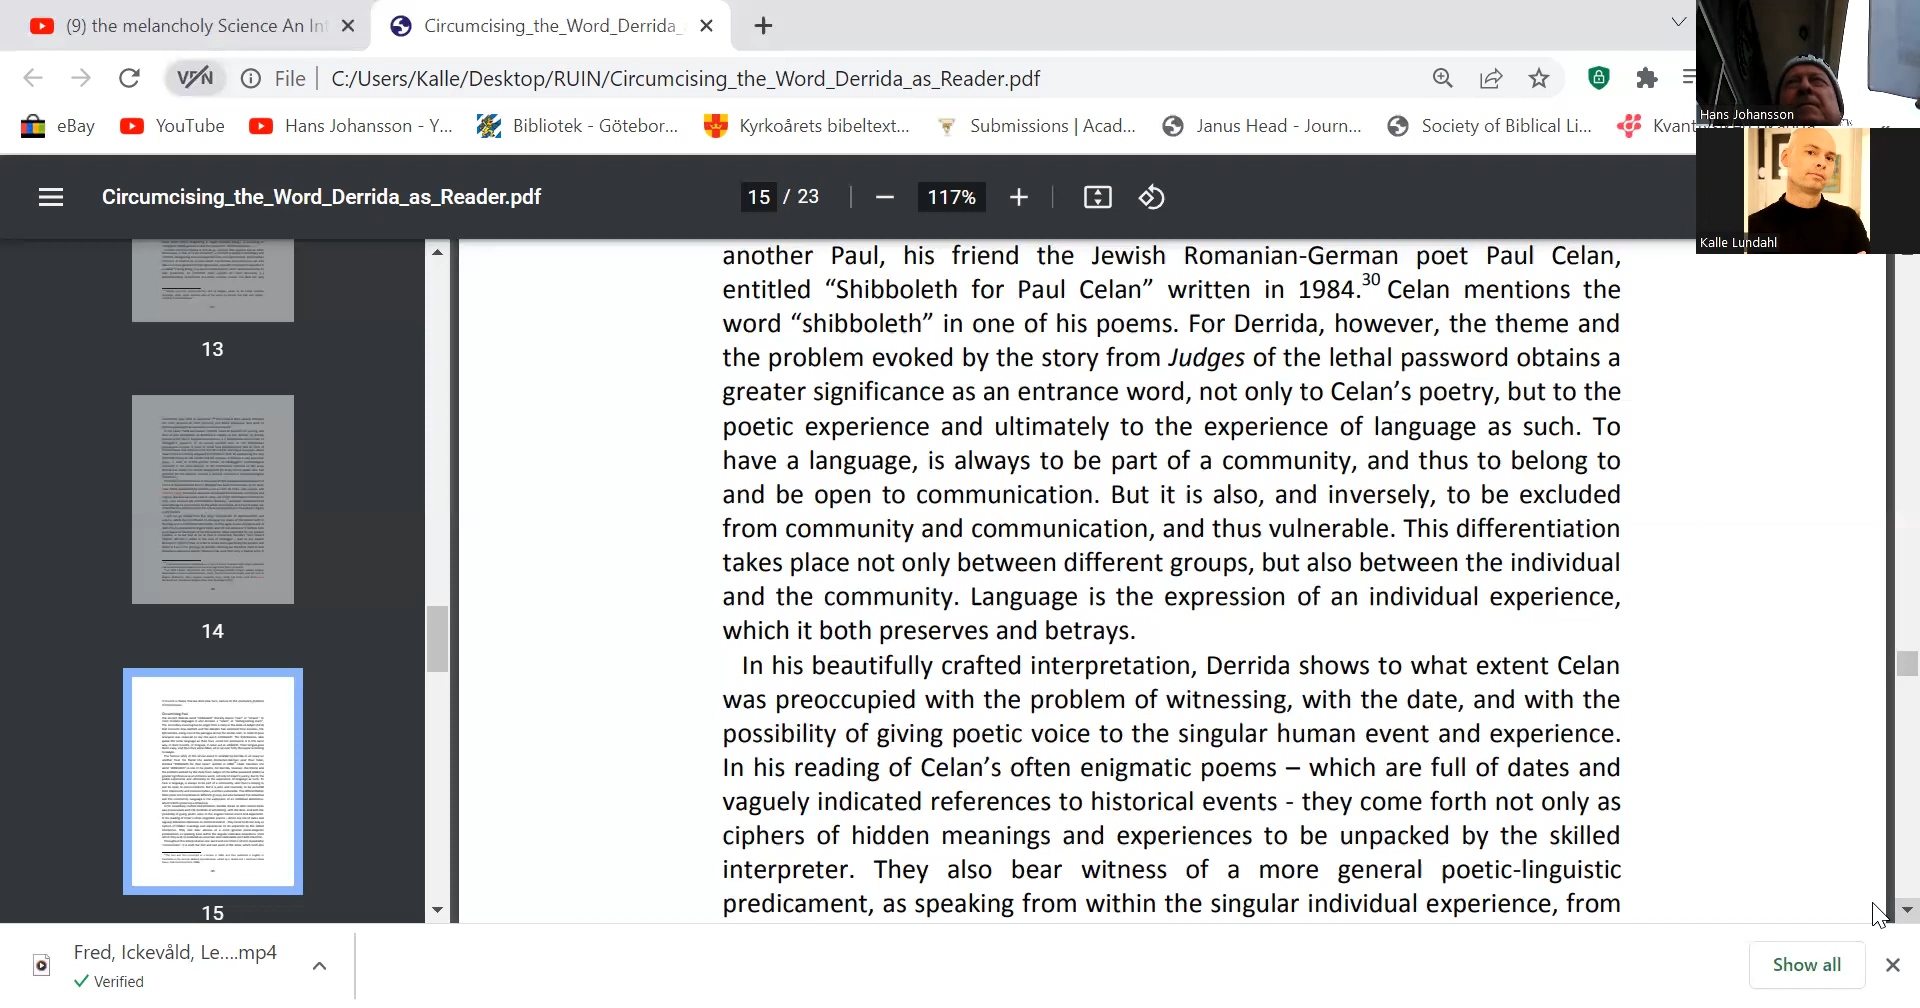 (9) the melancholy Science An Int
Circumcising_the_Word_Derrida_
File
C:/Users/Kalle/Desktop/RUIN/Circumcising_the_Word_Derrida_as_Reader.pdf
eBay
YouTube
Hans Johansson - Y...
Bibliotek - Götebor...
Kyrkoårets bibeltext...
Submissions | Acad...
Janus Head - Journ...
Society of Biblical Li...
Hans Johansson
Kalle Lundahl
Circumcising_the_Word_Derrida_as_Reader.pdf
15 / 23
117%
13
14
15
another Paul, his friend the Jewish Romanian-German poet Paul Celan,
entitled “Shibboleth for Paul Celan” written in 1984.30 Celan mentions the
word “shibboleth” in one of his poems. For Derrida, however, the theme and
the problem evoked by the story from Judges of the lethal password obtains a
greater significance as an entrance word, not only to Celan’s poetry, but to the
poetic experience and ultimately to the experience of language as such. To
have a language, is always to be part of a community, and thus to belong to
and be open to communication. But it is also, and inversely, to be excluded
from community and communication, and thus vulnerable. This differentiation
takes place not only between different groups, but also between the individual
and the community. Language is the expression of an individual experience,
which it both preserves and betrays.
In his beautifully crafted interpretation, Derrida shows to what extent Celan
was preoccupied with the problem of witnessing, with the date, and with the
possibility of giving poetic voice to the singular human event and experience.
In his reading of Celan’s often enigmatic poems – which are full of dates and
vaguely indicated references to historical events - they come forth not only as
ciphers of hidden meanings and experiences to be unpacked by the skilled
interpreter. They also bear witness of a more general poetic-linguistic
predicament, as speaking from within the singular individual experience, from
Fred, Ickevåld, Le....mp4
Verified
Show all